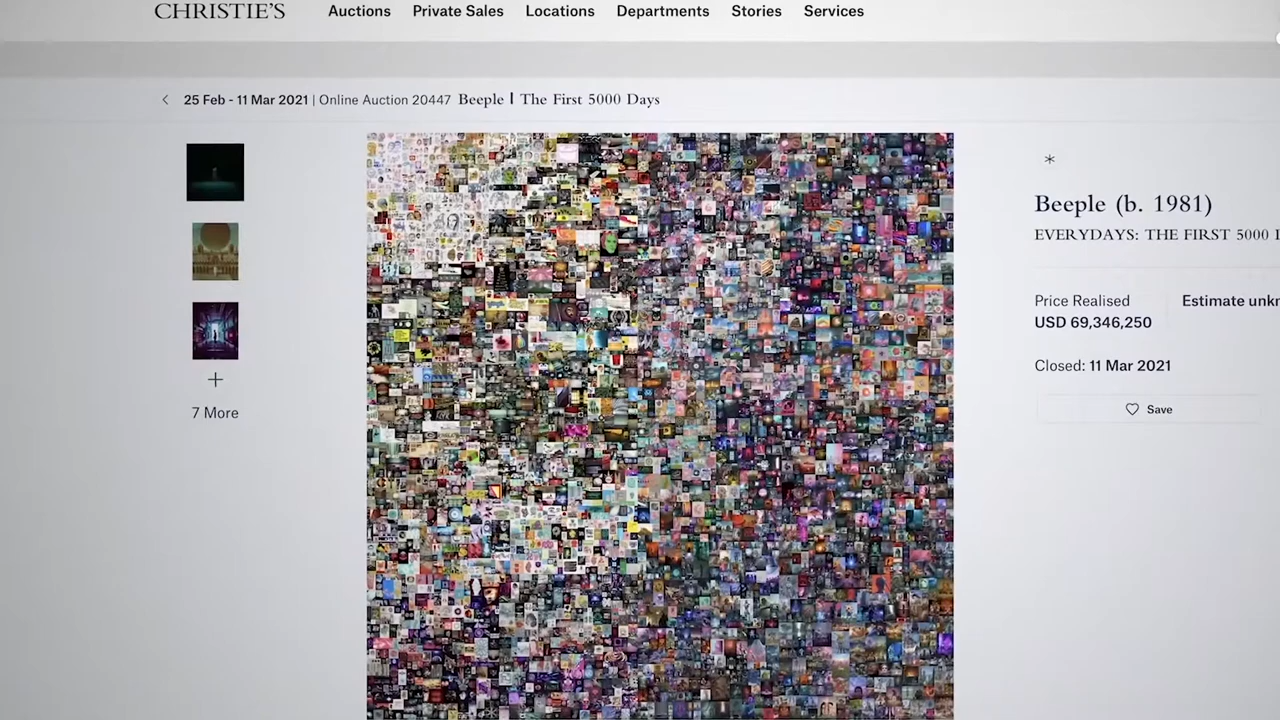 CHRISTIE'S Auctions Private Sales Locations Departments Stories Services
25 Feb - 11 Mar 2021 | Online Auction 20447 Beeple | The First 5000 Days
7 More
*
Beeple (b. 1981)
EVERYDAYS: THE FIRST 5000
Price Realised
USD 69,346,250
Estimate unk
Closed: 11 Mar 2021
Save